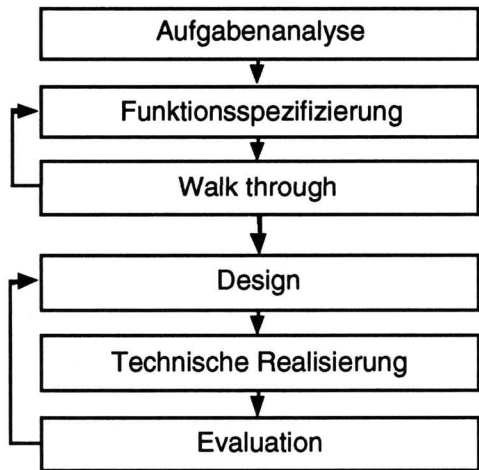 Aufgabenanalyse
Funktionsspezifizierung
Walk through
Design
Technische Realisierung
Evaluation